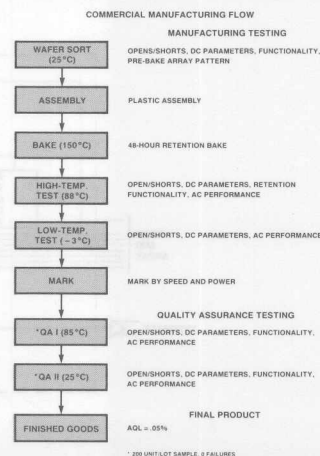 COMMERCIAL MANUFACTURING FLOW
MANUFACTURING TESTING
WAFER SORT
(25°C)
OPENS/SHORTS, DC PARAMETERS, FUNCTIONALITY,
PRE-BAKE ARRAY PATTERN
ASSEMBLY
PLASTIC ASSEMBLY
BAKE (150°C)
48-HOUR RETENTION BAKE
HIGH-TEMP.
TEST (88°C)
OPEN/SHORTS, DC PARAMETERS, RETENTION
FUNCTIONALITY, AC PERFORMANCE
LOW-TEMP.
TEST (-3°C)
OPEN/SHORTS, DC PARAMETERS, AC PERFORMANCE
MARK
MARK BY SPEED AND POWER
QUALITY ASSURANCE TESTING
*QA I (85°C)
OPEN/SHORTS, DC PARAMETERS, FUNCTIONALITY,
AC PERFORMANCE
*QA II (25°C)
OPEN/SHORTS, DC PARAMETERS, FUNCTIONALITY,
AC PERFORMANCE
FINAL PRODUCT
FINISHED GOODS
AQL = .05%
* 200 UNIT/LOT SAMPLE, 0 FAILURES